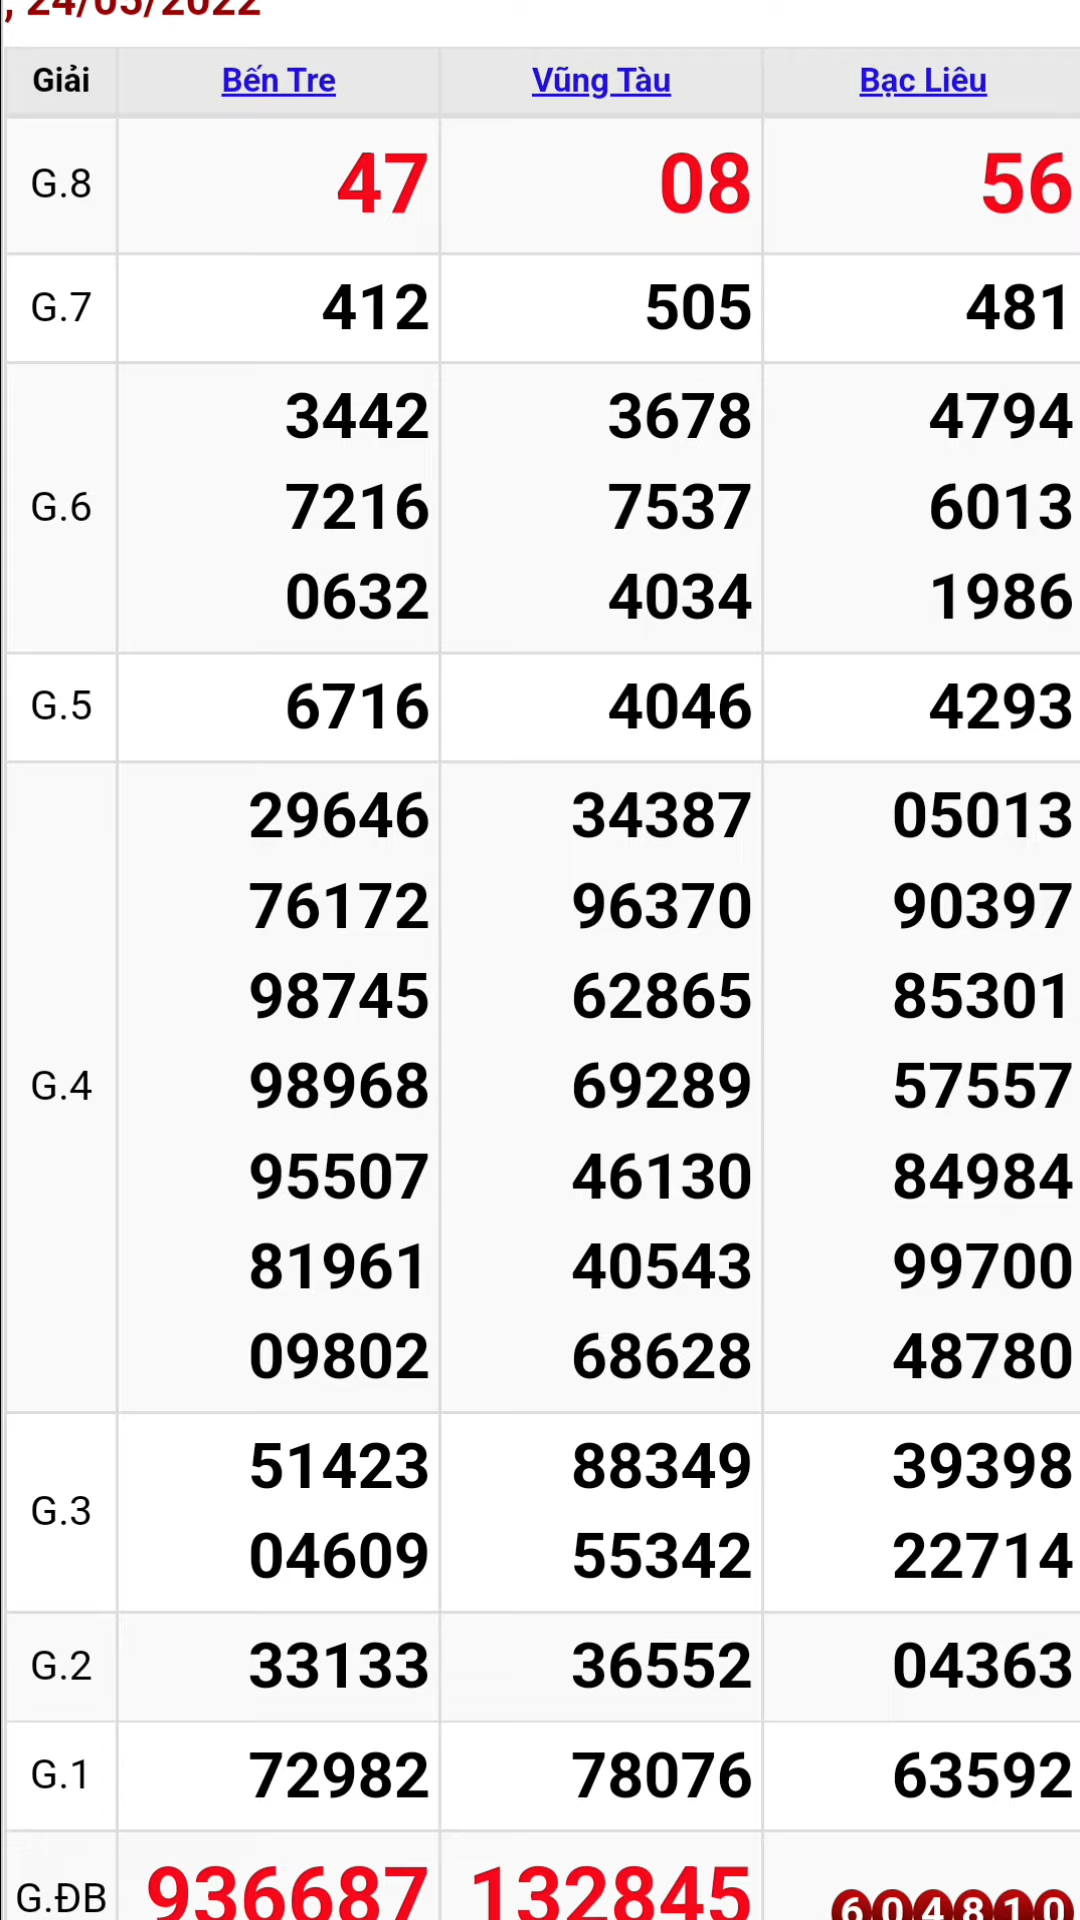 , 24/05/2022
Giải Bến Tre Vũng Tàu Bạc Liêu
G.8 47 08 56
G.7 412 505 481
3442 3678 4794
G.6 7216 7537 6013
0632 4034 1986
G.5 6716 4046 4293
29646 34387 05013
76172 96370 90397
98745 62865 85301
G.4 98968 69289 57557
95507 46130 84984
81961 40543 99700
09802 68628 48780
51423 88349 39398
G.3
04609 55342 22714
G.2 33133 36552 04363
G.1 72982 78076 63592
G.ĐB 936687 132845 604810